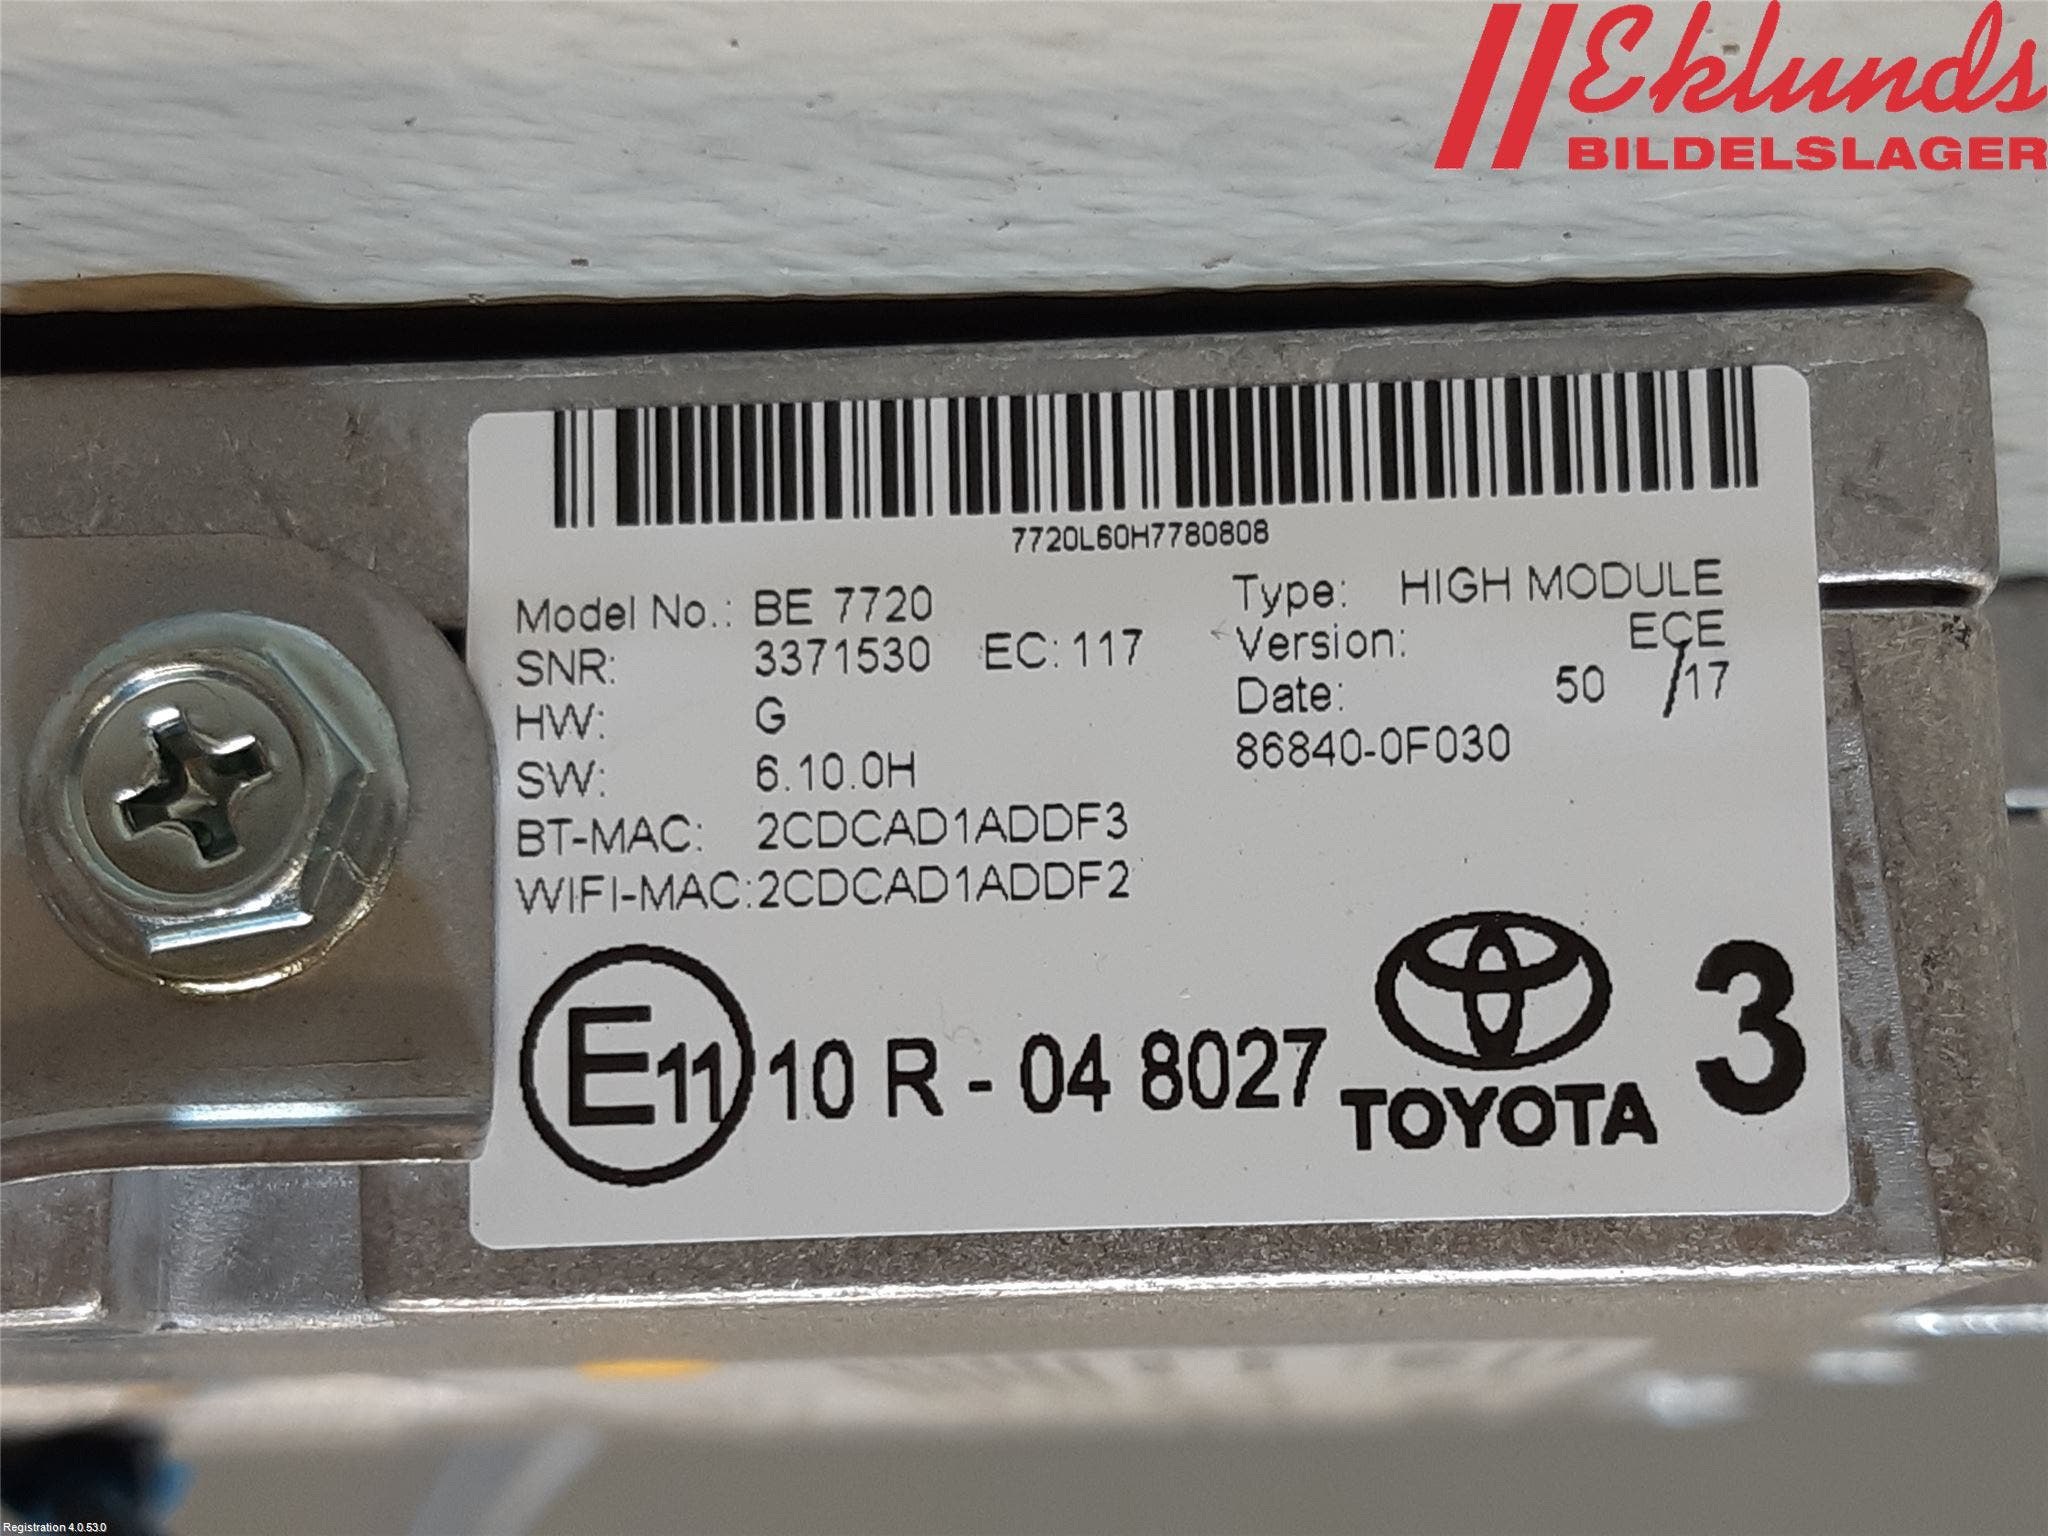 Eklunds
BILDELSLAGER
7720L60H7780808
Model No.: BE 7720
SNR: 3371530 EC: 117
HW: G
SW: 6.10.0H
BT-MAC: 2CDCAD1ADDF3
WIFI-MAC:2CDCAD1ADDF2
Type: HIGH MODULE
Version: ECE
Date: 50 /17
86840-0F030
E11 10 R - 04 8027
TOYOTA
3
Registration 4.0.53.0